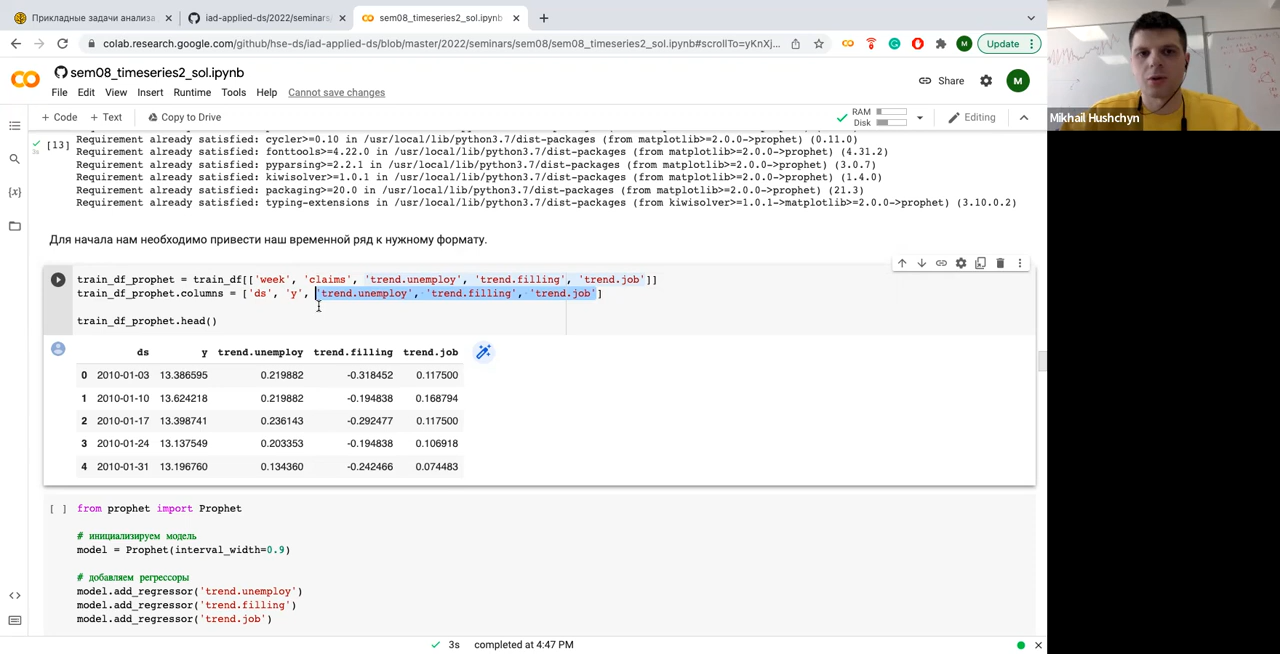 Прикладные задачи анализа
iad-applied-ds/2022/seminars/
sem08_timeseries2_sol.ipynb
colab.research.google.com/github/hse-ds/iad-applied-ds/blob/master/2022/seminars/sem08/sem08_timeseries2_sol.ipynb#scrollTo=yKnXj...
M
Update
sem08_timeseries2_sol.ipynb
File Edit View Insert Runtime Tools Help Cannot save changes
Share
M
+ Code + Text Copy to Drive
RAM
Disk
Editing
Mikhail Hushchyn
[13]
3s
Requirement already satisfied: cycler>=0.10 in /usr/local/lib/python3.7/dist-packages (from matplotlib>=2.0.0->prophet) (0.11.0)
Requirement already satisfied: fonttools>=4.22.0 in /usr/local/lib/python3.7/dist-packages (from matplotlib>=2.0.0->prophet) (4.31.2)
Requirement already satisfied: pyparsing>=2.2.1 in /usr/local/lib/python3.7/dist-packages (from matplotlib>=2.0.0->prophet) (3.0.7)
Requirement already satisfied: kiwisolver>=1.0.1 in /usr/local/lib/python3.7/dist-packages (from matplotlib>=2.0.0->prophet) (1.4.0)
Requirement already satisfied: packaging>=20.0 in /usr/local/lib/python3.7/dist-packages (from matplotlib>=2.0.0->prophet) (21.3)
Requirement already satisfied: typing-extensions in /usr/local/lib/python3.7/dist-packages (from kiwisolver>=1.0.1->matplotlib>=2.0.0->prophet) (3.10.0.2)
Для начала нам необходимо привести наш временной ряд к нужному формату.
train_df_prophet = train_df[['week', 'claims', 'trend.unemploy', 'trend.filling', 'trend.job']]
train_df_prophet.columns = ['ds', 'y', 'trend.unemploy', 'trend.filling', 'trend.job']
train_df_prophet.head()
ds y trend.unemploy trend.filling trend.job
0 2010-01-03 13.386595 0.219882 -0.318452 0.117500
1 2010-01-10 13.624218 0.219882 -0.194838 0.168794
2 2010-01-17 13.398741 0.236143 -0.292477 0.117500
3 2010-01-24 13.137549 0.203353 -0.194838 0.106918
4 2010-01-31 13.196760 0.134360 -0.242466 0.074483
[ ] from prophet import Prophet
# инициализируем модель
model = Prophet(interval_width=0.9)
# добавляем регрессоры
model.add_regressor('trend.unemploy')
model.add_regressor('trend.filling')
model.add_regressor('trend.job')
3s completed at 4:47 PM